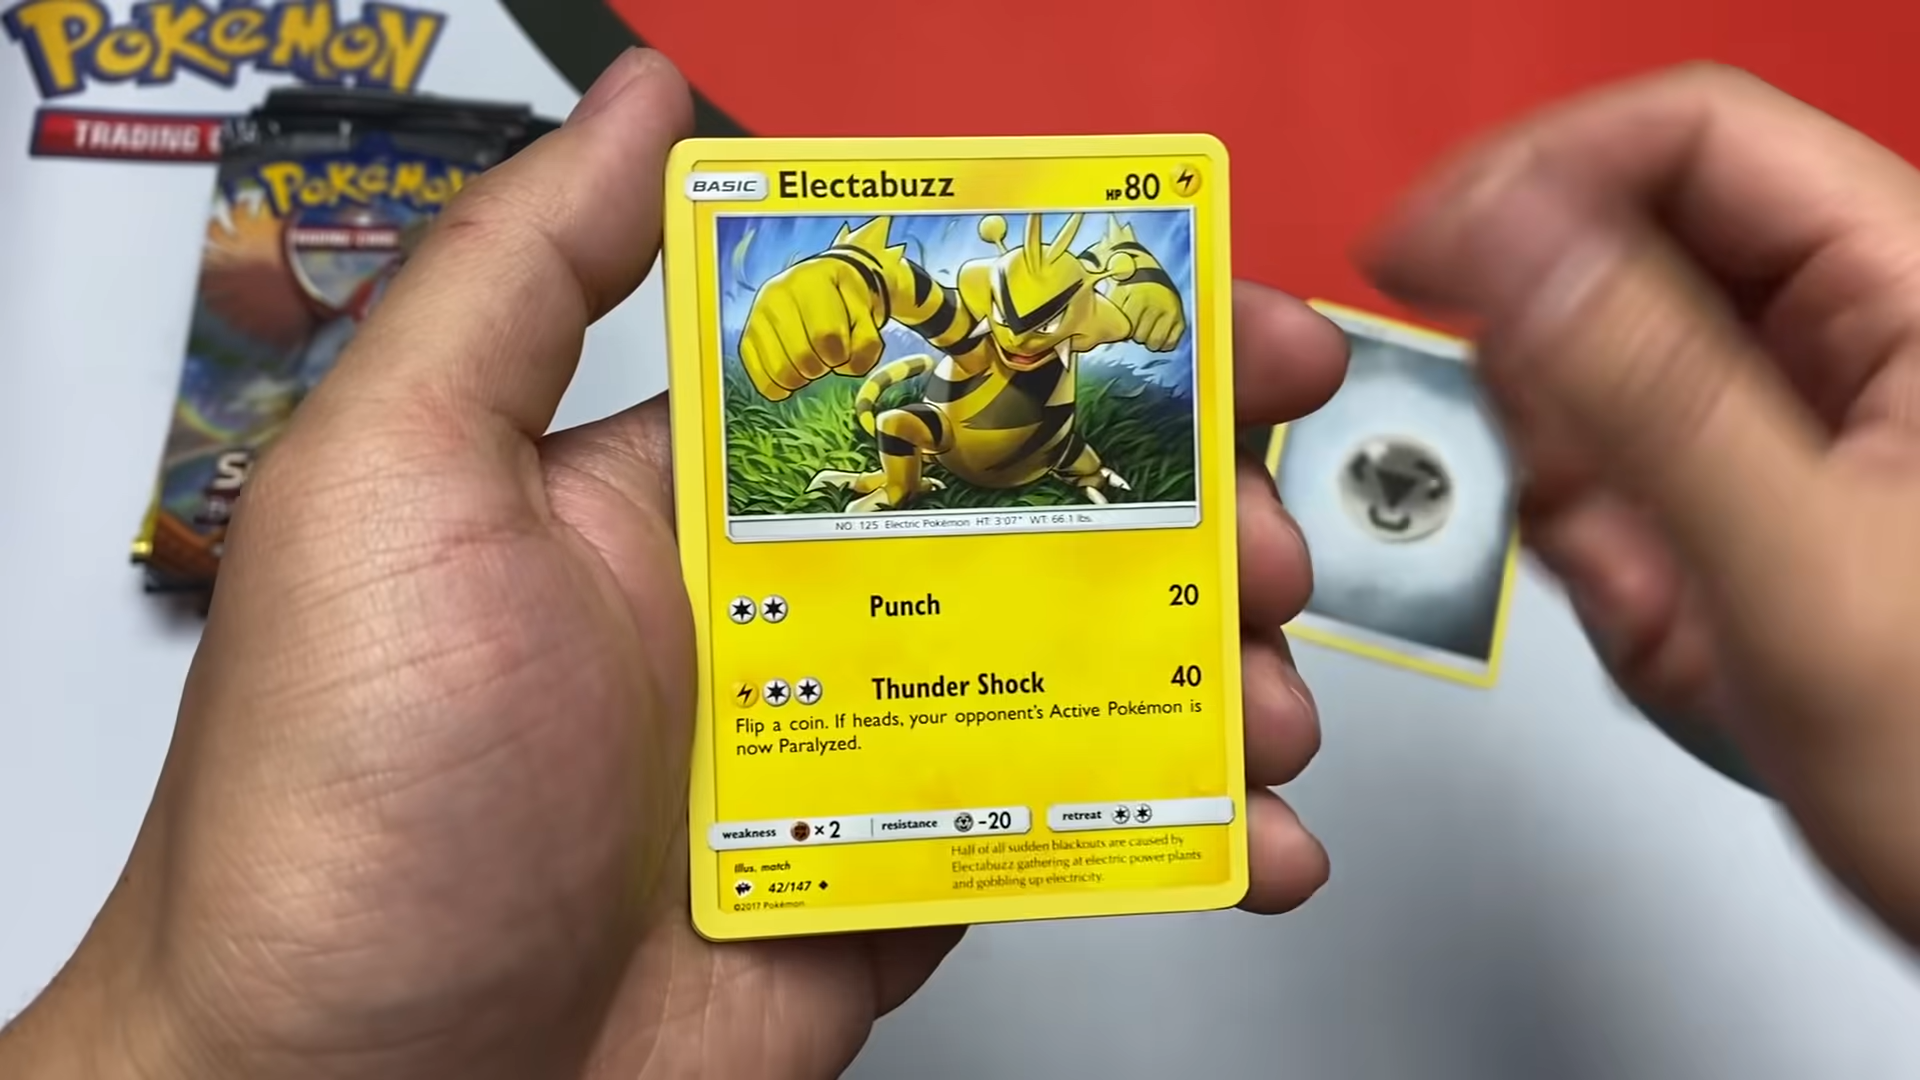 POKéMON
TRADING
POKéMON
BASIC Electabuzz HP 80
NO. 125 Electric Pokémon HT: 3'07" WT: 66.1 lbs.
Punch 20
Thunder Shock 40
Flip a coin. If heads, your opponent's Active Pokémon is
now Paralyzed.
weakness ×2 resistance -20 retreat
Illus. match
Half of all sudden blackouts are caused by
Electabuzz gathering at electric power plants
and gobbling up electricity.
42/147
©2017 Pokémon